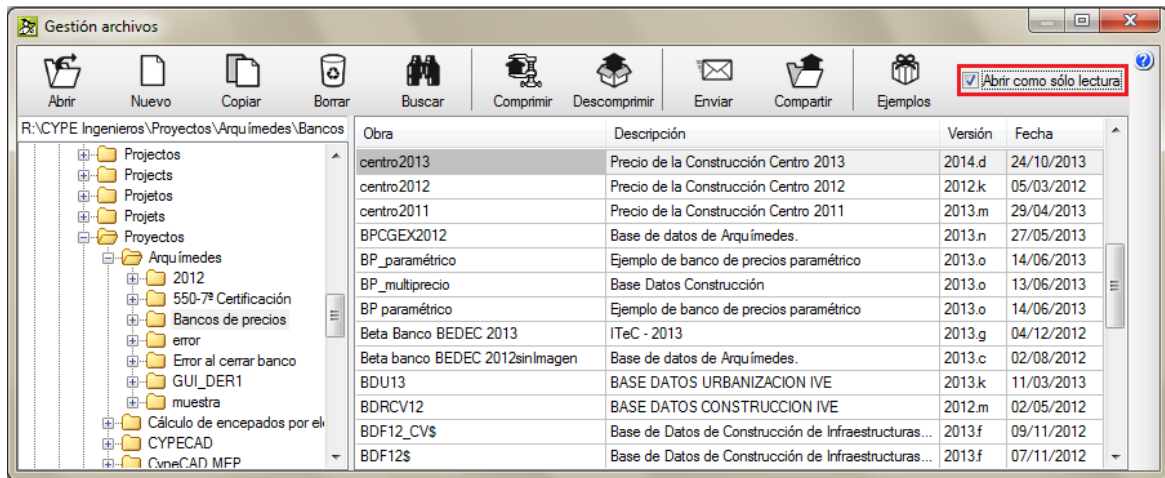 Gestión archivos
Abrir Nuevo Copiar Borrar Buscar Comprimir Descomprimir Enviar Compartir Ejemplos Abrir como sólo lectura
R:\CYPE Ingenieros\Proyectos\Arquímedes\Bancos
Projectos
Projects
Projetos
Projets
Proyectos
Arquímedes
2012
550-7ª Certificación
Bancos de precios
error
Error al cerrar banco
GUI_DER1
muestra
Cálculo de encepados por el
CYPECAD
CypeCAD MEP
Obra Descripción Versión Fecha
centro2013 Precio de la Construcción Centro 2013 2014.d 24/10/2013
centro2012 Precio de la Construcción Centro 2012 2012.k 05/03/2012
centro2011 Precio de la Construcción Centro 2011 2013.m 29/04/2013
BPCGEX2012 Base de datos de Arquímedes. 2013.n 27/05/2013
BP_paramétrico Ejemplo de banco de precios paramétrico 2013.o 14/06/2013
BP_multiprecio Base Datos Construcción 2013.o 13/06/2013
BP paramétrico Ejemplo de banco de precios paramétrico 2013.o 14/06/2013
Beta Banco BEDEC 2013 ITeC - 2013 2013.g 04/12/2012
Beta banco BEDEC 2012sinImagen Base de datos de Arquímedes. 2013.c 02/08/2012
BDU13 BASE DATOS URBANIZACION IVE 2013.k 11/03/2013
BDRCV12 BASE DATOS CONSTRUCCION IVE 2012.m 02/05/2012
BDF12_CV$ Base de Datos de Construcción de Infraestructuras... 2013.f 09/11/2012
BDF12$ Base de Datos de Construcción de Infraestructuras... 2013.f 07/11/2012